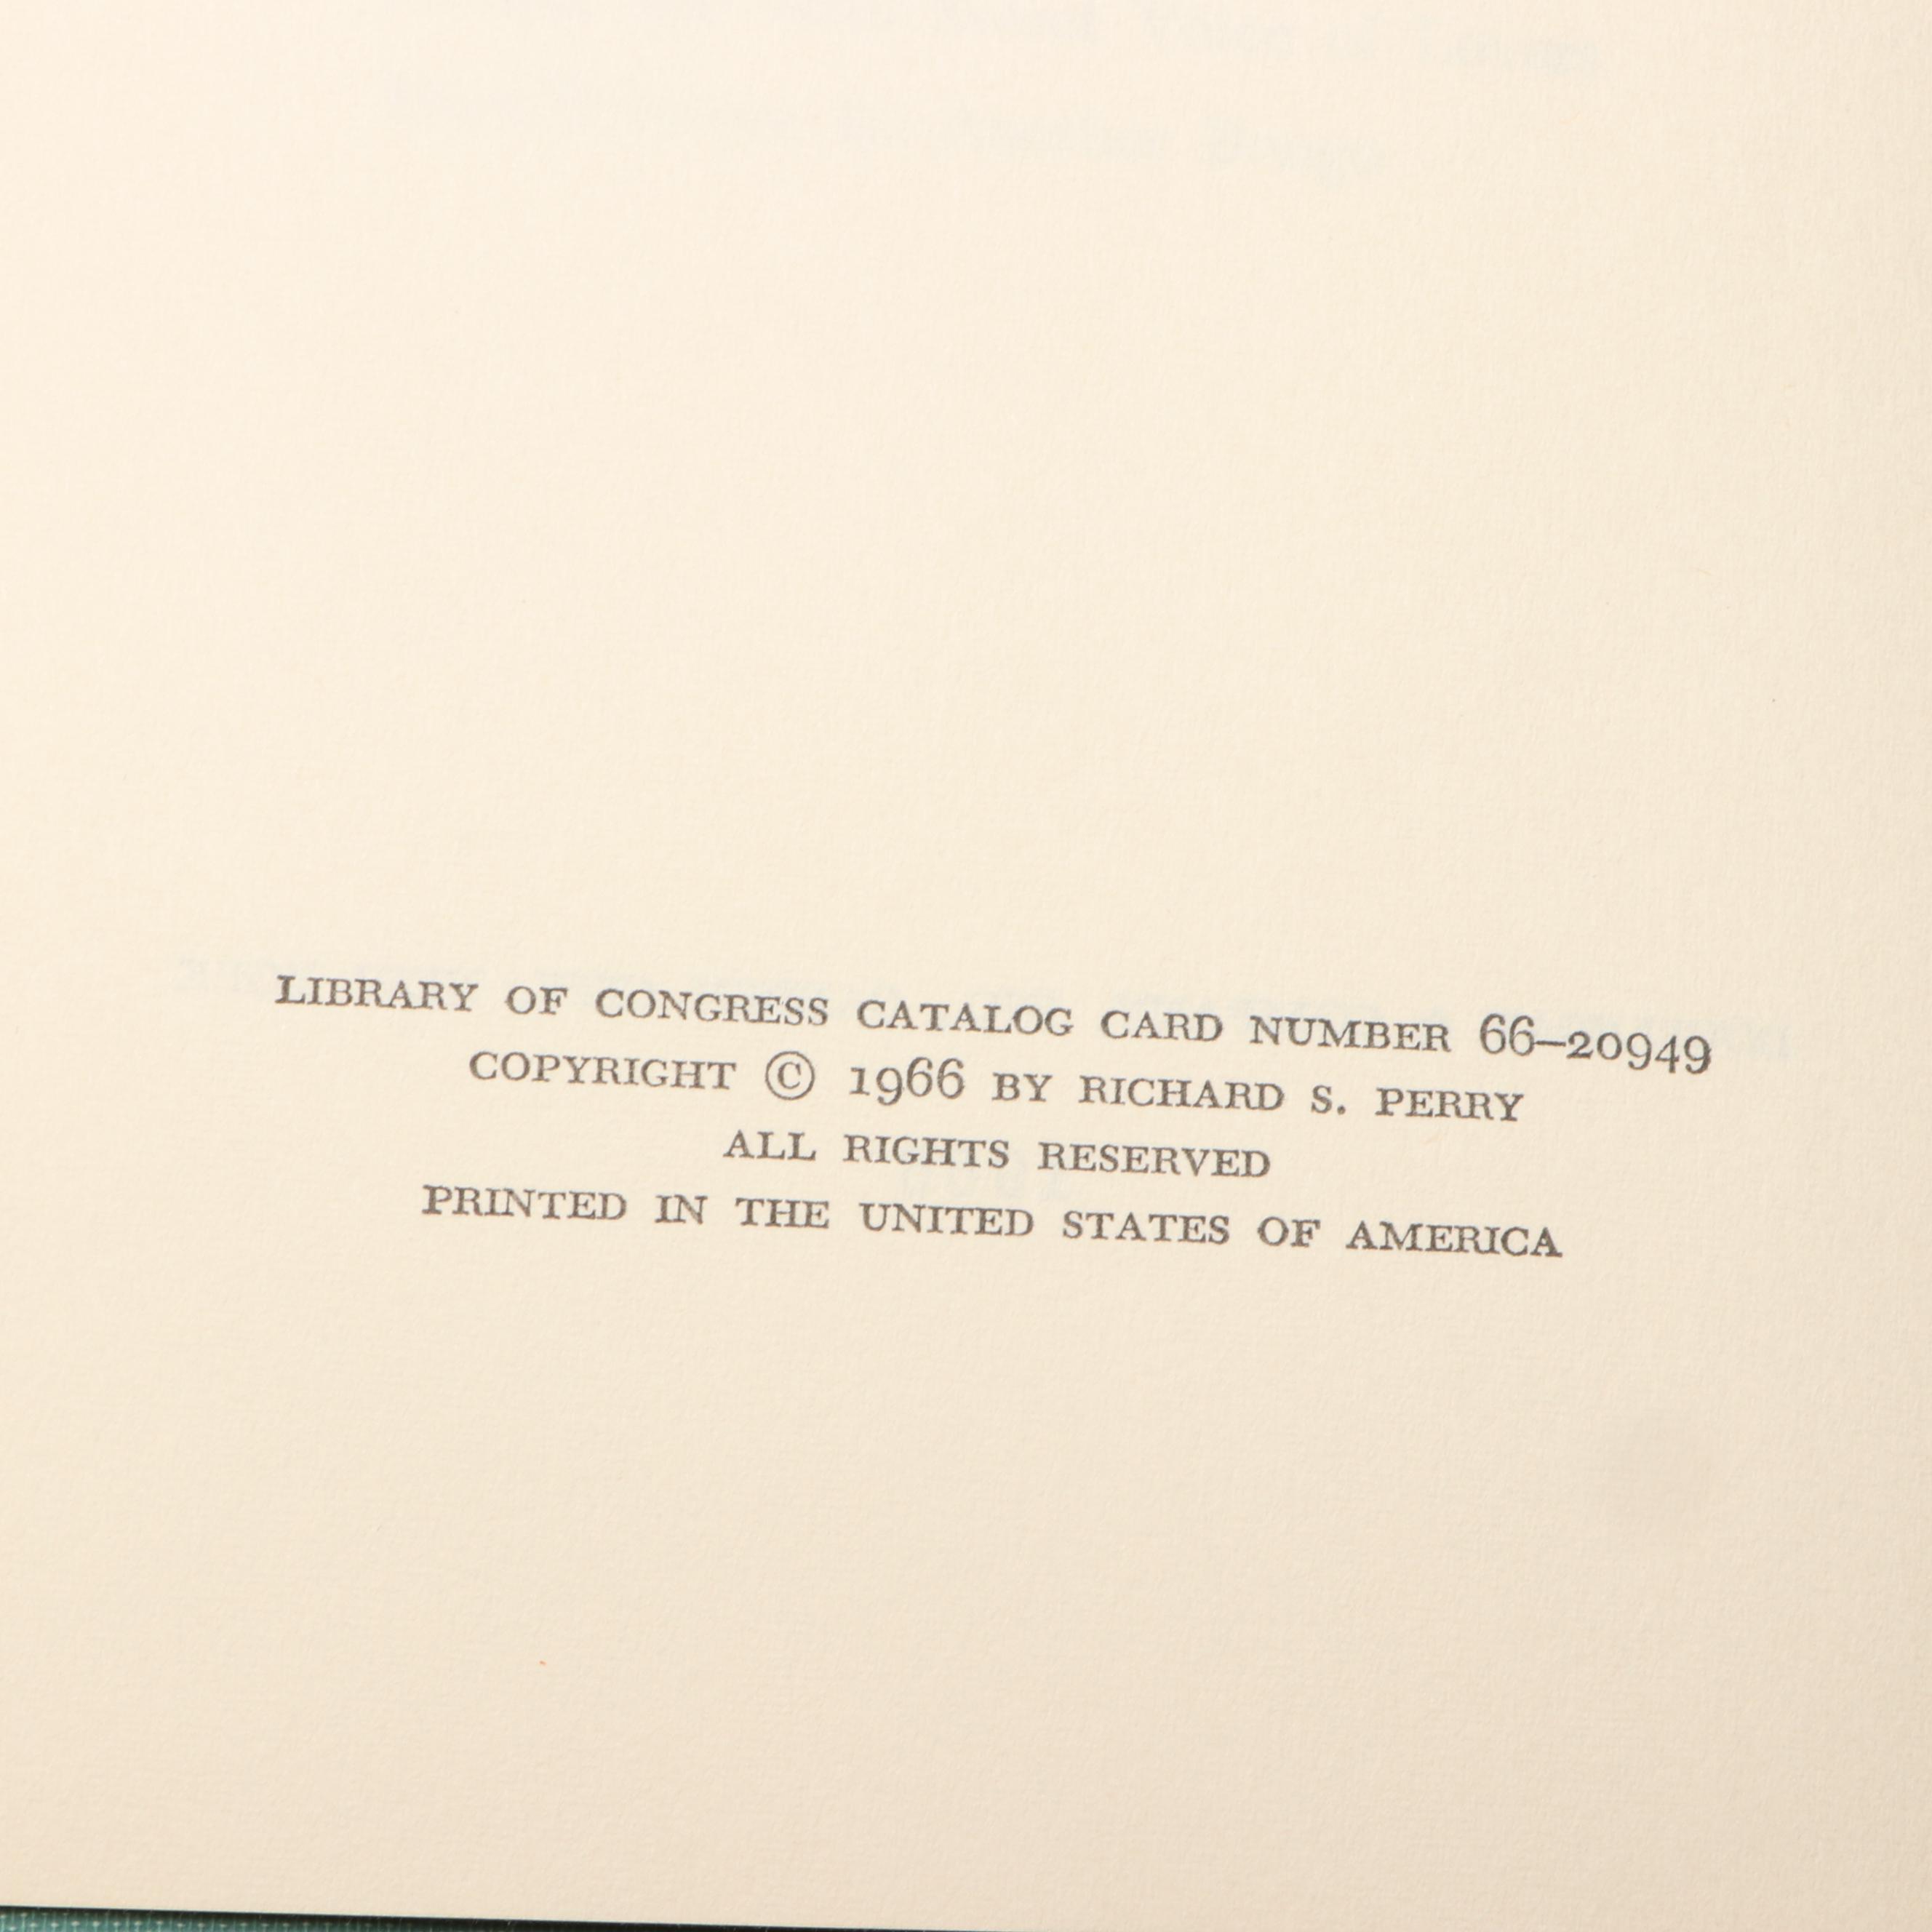 LIBRARY OF CONGRESS CATALOG CARD NUMBER 66–20949
COPYRIGHT © 1966 BY RICHARD S. PERRY
ALL RIGHTS RESERVED
PRINTED IN THE UNITED STATES OF AMERICA